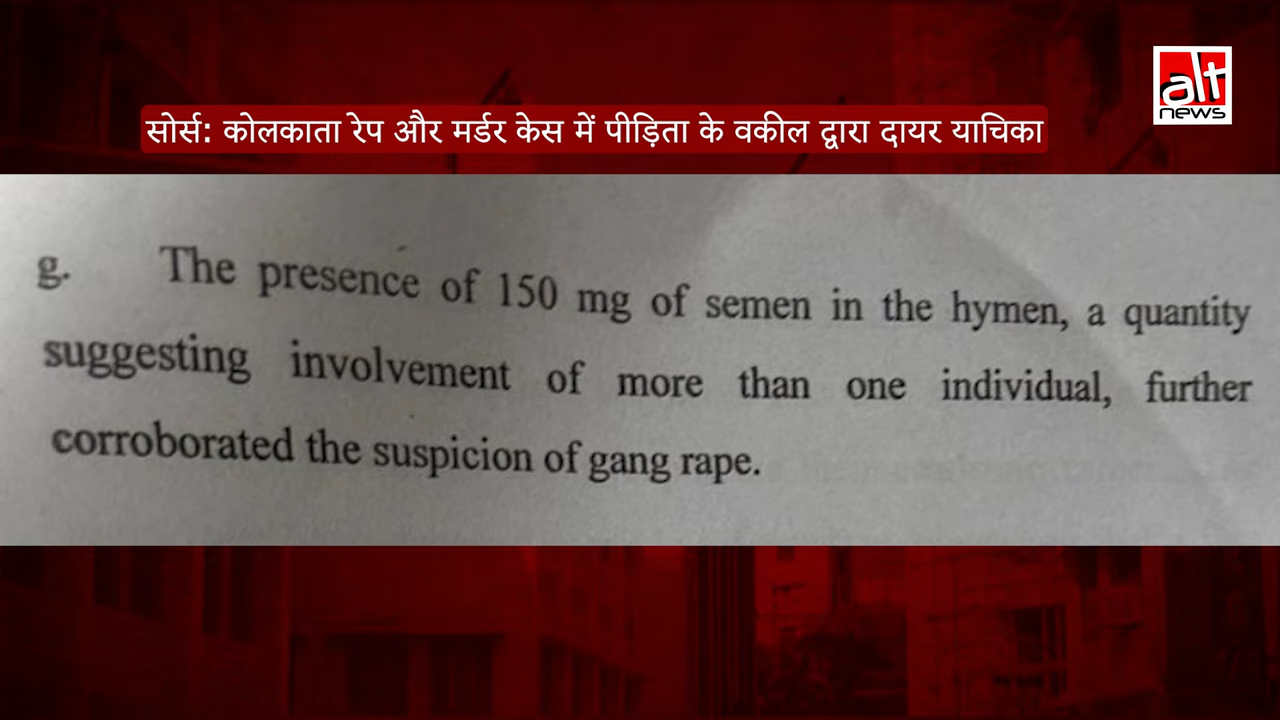 सोर्स: कोलकाता रेप और मर्डर केस में पीड़िता के वकील द्वारा दायर याचिका
alt
news
g. The presence of 150 mg of semen in the hymen, a quantity
suggesting involvement of more than one individual, further
corroborated the suspicion of gang rape.